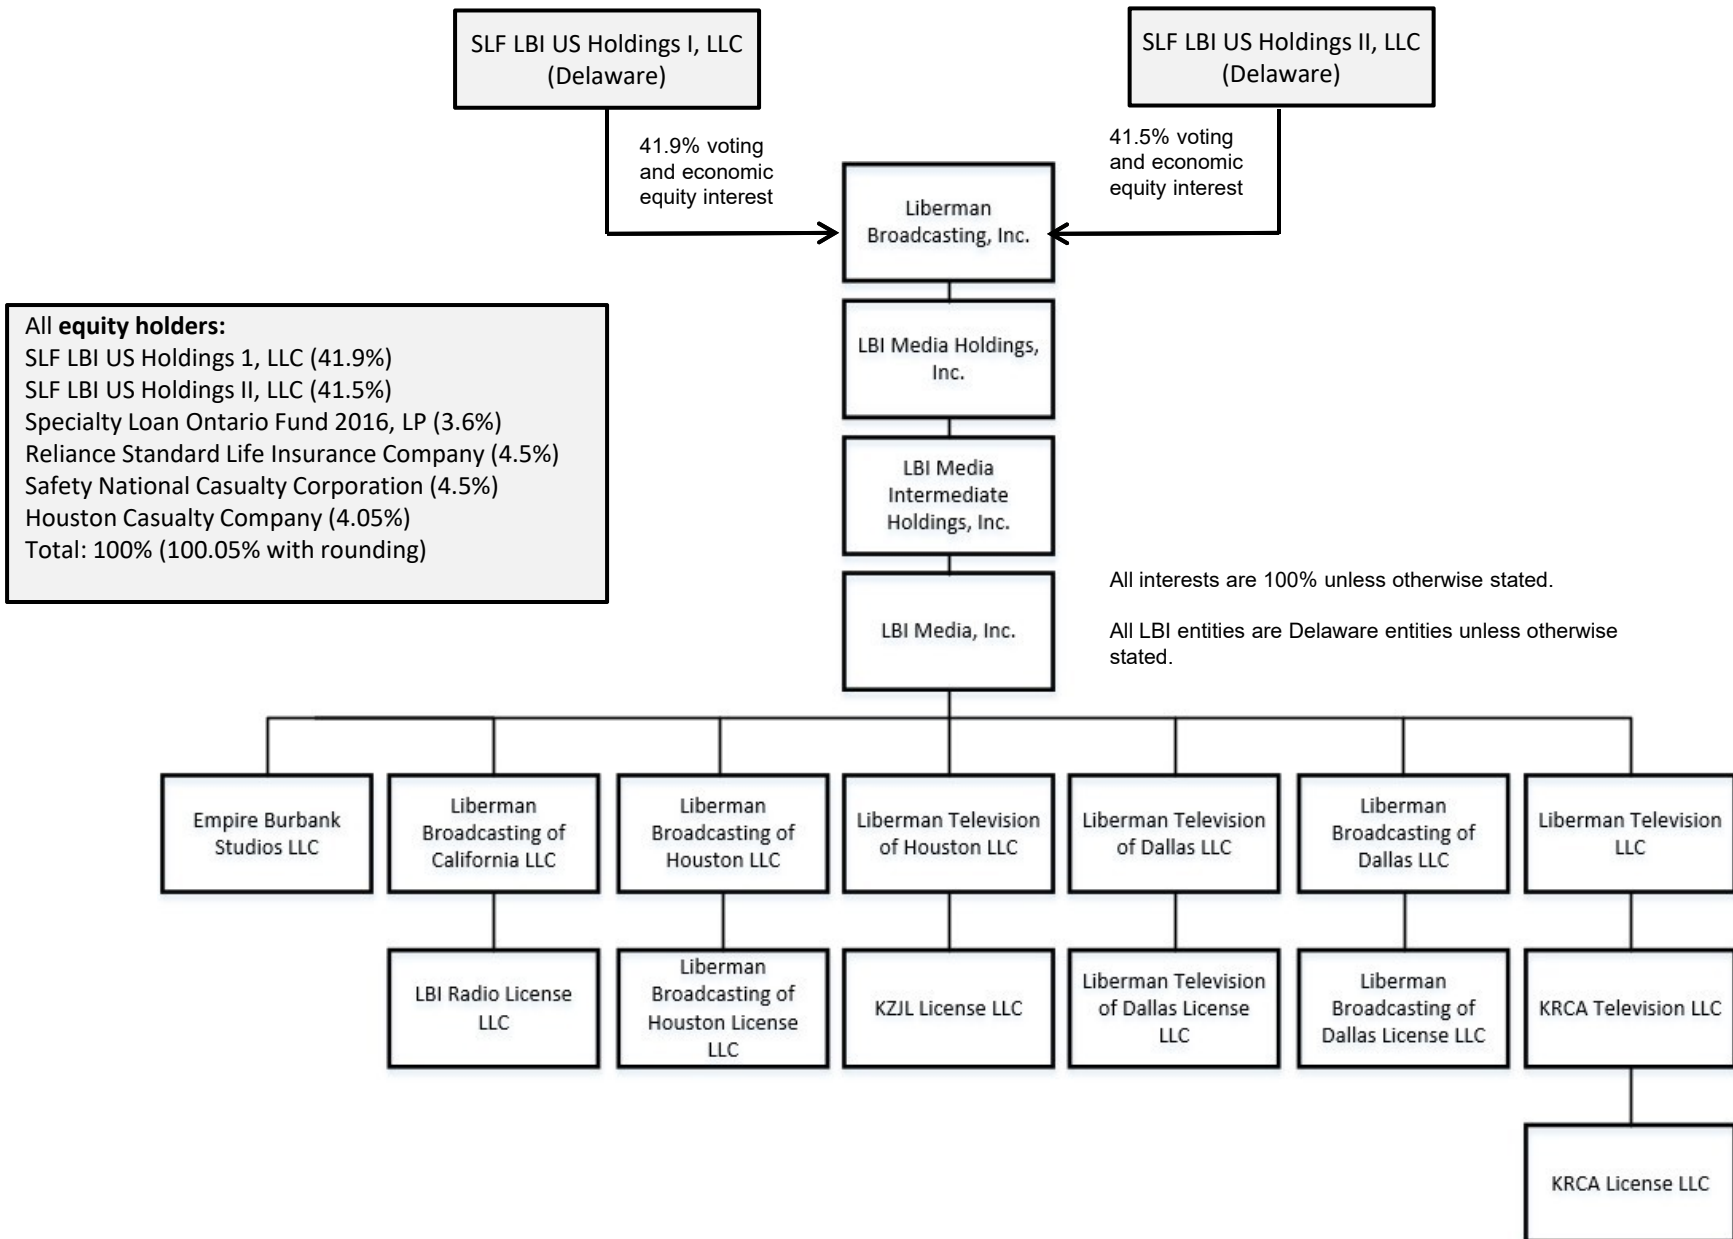 SLF LBI US Holdings I, LLC
(Delaware)
SLF LBI US Holdings II, LLC
(Delaware)
41.9% voting
and economic
equity interest
41.5% voting
and economic
equity interest
Liberman
Broadcasting, Inc.
All equity holders:
SLF LBI US Holdings 1, LLC (41.9%)
SLF LBI US Holdings II, LLC (41.5%)
Specialty Loan Ontario Fund 2016, LP (3.6%)
Reliance Standard Life Insurance Company (4.5%)
Safety National Casualty Corporation (4.5%)
Houston Casualty Company (4.05%)
Total: 100% (100.05% with rounding)
LBI Media Holdings,
Inc.
LBI Media
Intermediate
Holdings, Inc.
LBI Media, Inc.
All interests are 100% unless otherwise stated.
All LBI entities are Delaware entities unless otherwise
stated.
Empire Burbank
Studios LLC
Liberman
Broadcasting of
California LLC
Liberman
Broadcasting of
Houston LLC
Liberman Television
of Houston LLC
Liberman Television
of Dallas LLC
Liberman
Broadcasting of
Dallas LLC
Liberman Television
LLC
LBI Radio License
LLC
Liberman
Broadcasting of
Houston License
LLC
KZJL License LLC
Liberman Television
of Dallas License
LLC
Liberman
Broadcasting of
Dallas License LLC
KRCA Television LLC
KRCA License LLC